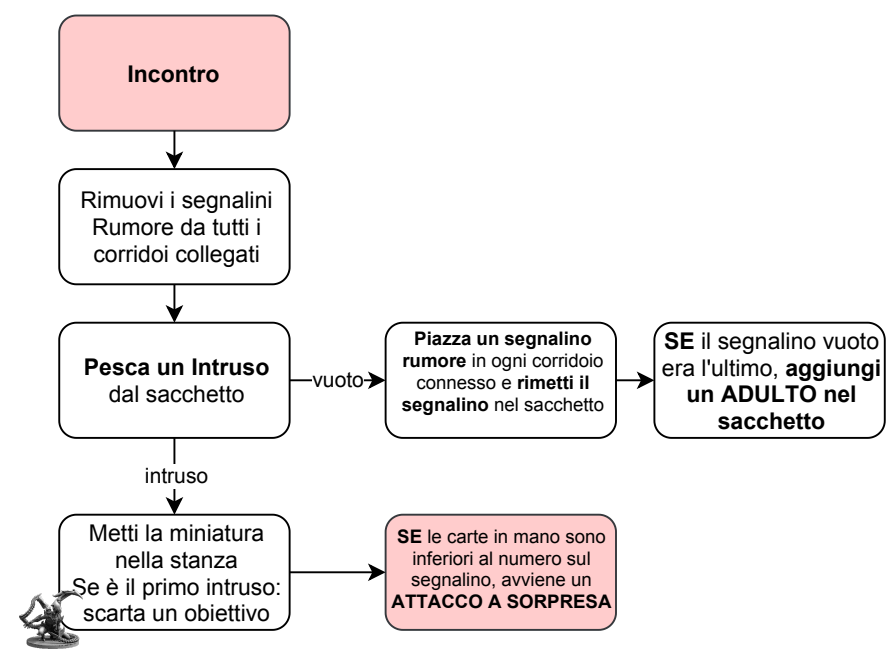 Incontro
Rimuovi i segnalini
Rumore da tutti i
corridoi collegati
Pesca un Intruso
dal sacchetto
vuoto
Piazza un segnalino
rumore in ogni corridoio
connesso e rimetti il
segnalino nel sacchetto
SE il segnalino vuoto
era l'ultimo, aggiungi
un ADULTO nel
sacchetto
intruso
Metti la miniatura
nella stanza
Se è il primo intruso:
scarta un obiettivo
SE le carte in mano sono
inferiori al numero sul
segnalino, avviene un
ATTACCO A SORPRESA